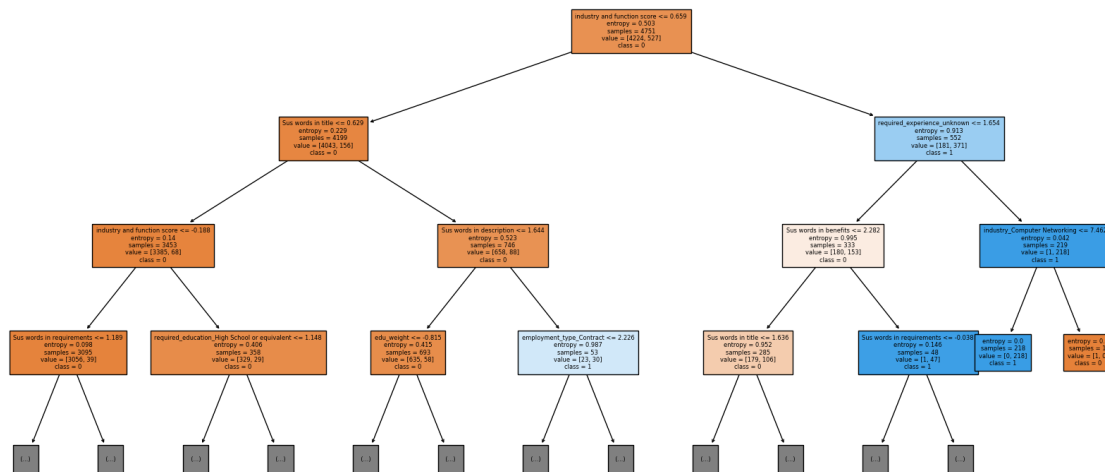 industry and function score <= 0.659
entropy = 0.503
samples = 4751
value = [4224, 527]
class = 0
Sus words in title <= 0.629
entropy = 0.229
samples = 4199
value = [4043, 156]
class = 0
required_experience_unknown <= 1.654
entropy = 0.913
samples = 552
value = [181, 371]
class = 1
industry and function score <= -0.188
entropy = 0.14
samples = 3453
value = [3385, 68]
class = 0
Sus words in description <= 1.644
entropy = 0.523
samples = 746
value = [658, 88]
class = 0
Sus words in benefits <= 2.282
entropy = 0.995
samples = 333
value = [180, 153]
class = 0
industry_Computer Networking <= 7.462
entropy = 0.042
samples = 219
value = [1, 218]
class = 1
Sus words in requirements <= 1.189
entropy = 0.098
samples = 3095
value = [3056, 39]
class = 0
required_education_High School or equivalent <= 1.148
entropy = 0.406
samples = 358
value = [329, 29]
class = 0
edu_weight <= -0.815
entropy = 0.415
samples = 693
value = [635, 58]
class = 0
employment_type_Contract <= 2.226
entropy = 0.987
samples = 53
value = [23, 30]
class = 1
Sus words in title <= 1.636
entropy = 0.952
samples = 285
value = [179, 106]
class = 0
Sus words in requirements <= -0.038
entropy = 0.146
samples = 48
value = [1, 47]
class = 1
entropy = 0.0
samples = 218
value = [0, 218]
class = 1
entropy = 0.
samples =
value = [1, 0
class = 0
(...)
(...)
(...)
(...)
(...)
(...)
(...)
(...)
(...)
(...)
(...)
(...)